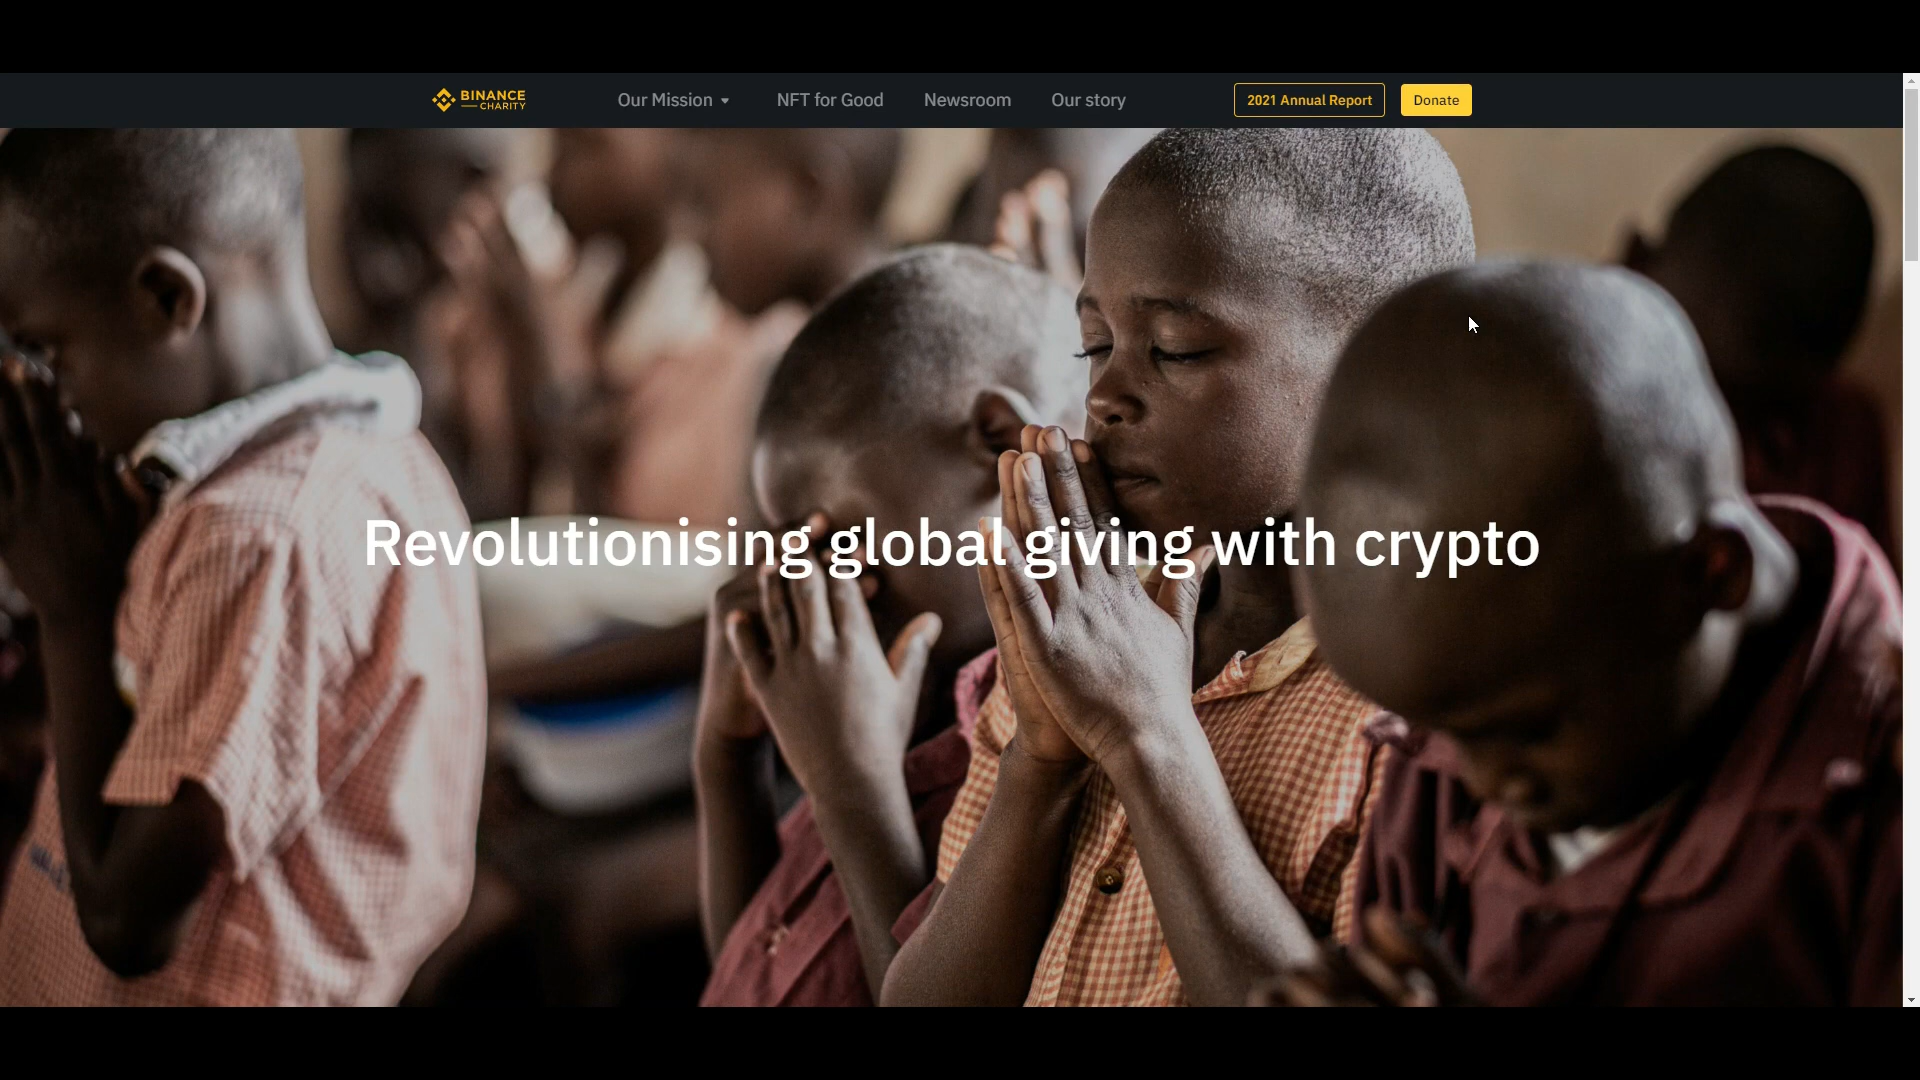 BINANCE
CHARITY
Our Mission
NFT for Good
Newsroom
Our story
2021 Annual Report
Donate
Revolutionising global giving with crypto